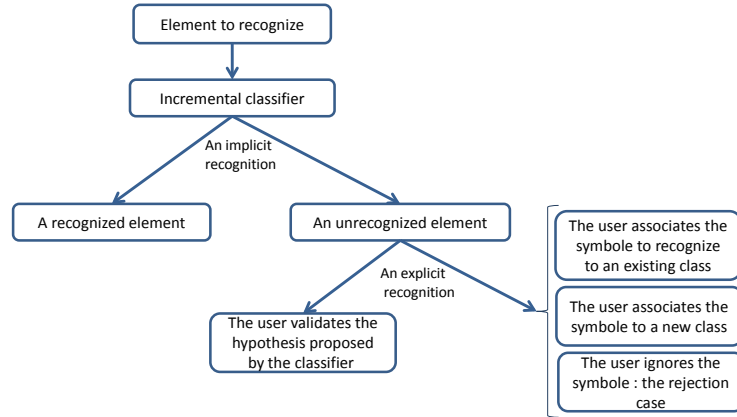 Element to recognize
Incremental classifier
An implicit
recognition
A recognized element
An unrecognized element
An explicit
recognition
The user validates the
hypothesis proposed
by the classifier
The user associates the
symbole to recognize
to an existing class
The user associates the
symbole to a new class
The user ignores the
symbole : the rejection
case